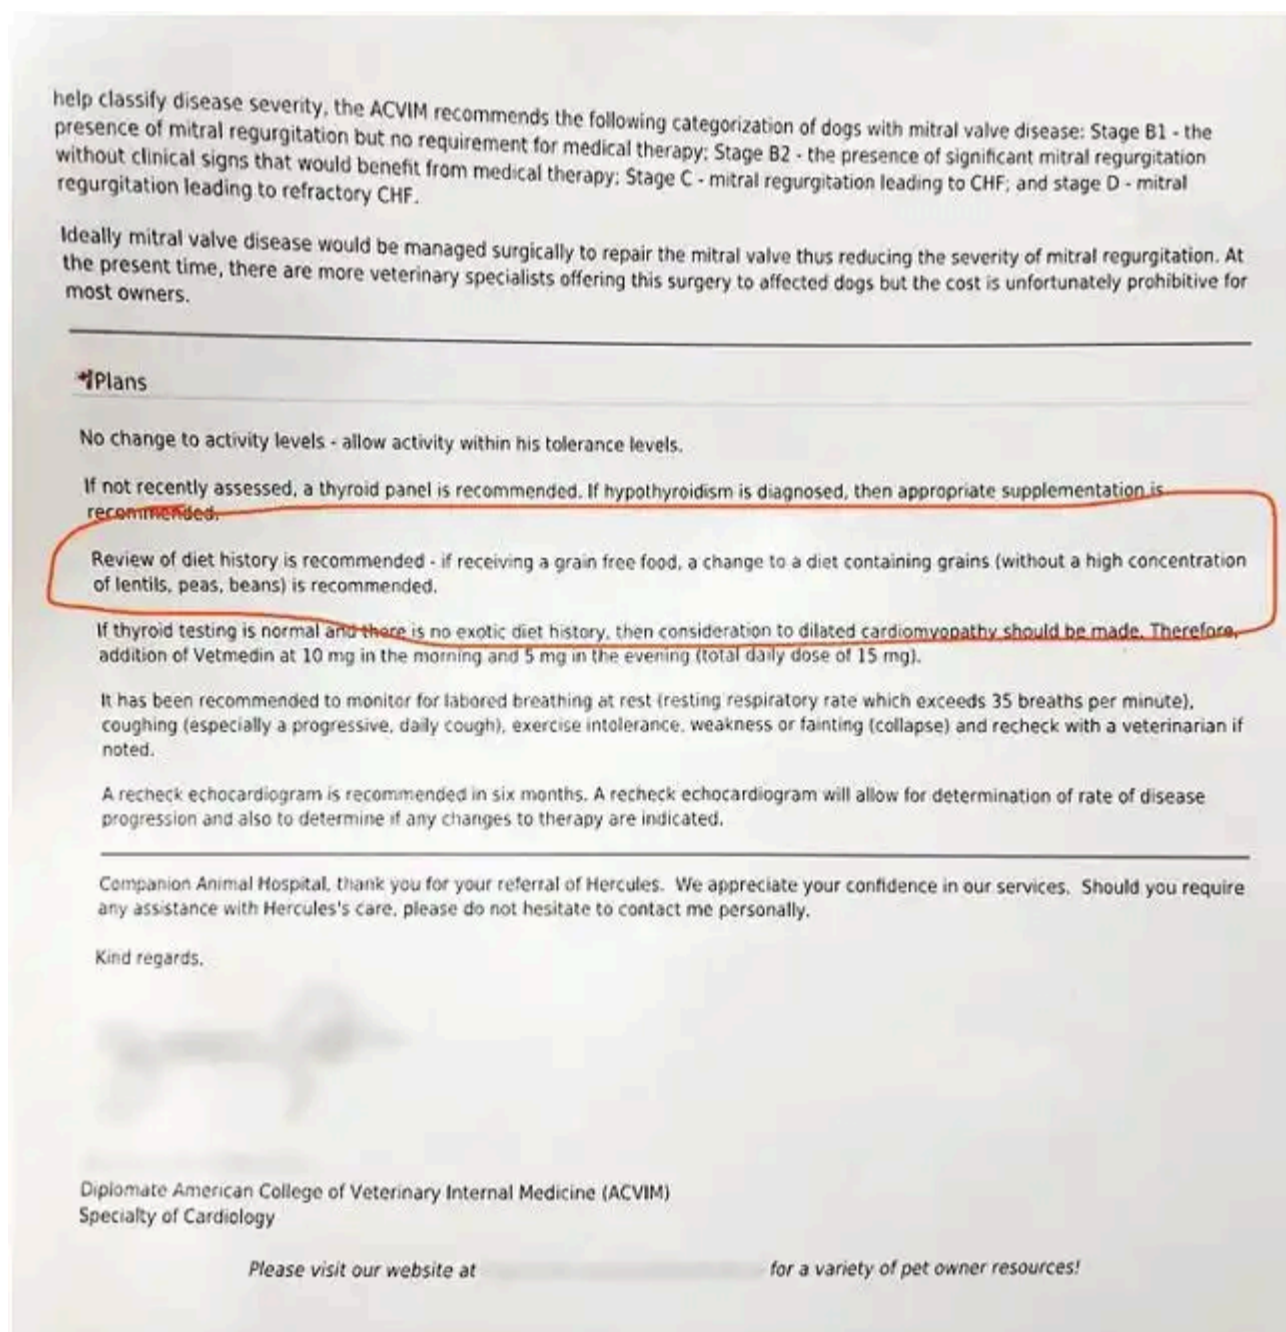 help classify disease severity, the ACVIM recommends the following categorization of dogs with mitral valve disease: Stage B1 - the
presence of mitral regurgitation but no requirement for medical therapy; Stage B2 - the presence of significant mitral regurgitation
without clinical signs that would benefit from medical therapy; Stage C - mitral regurgitation leading to CHF; and stage D - mitral
regurgitation leading to refractory CHF.
Ideally mitral valve disease would be managed surgically to repair the mitral valve thus reducing the severity of mitral regurgitation. At
the present time, there are more veterinary specialists offering this surgery to affected dogs but the cost is unfortunately prohibitive for
most owners.
Plans
No change to activity levels - allow activity within his tolerance levels.
If not recently assessed, a thyroid panel is recommended. If hypothyroidism is diagnosed, then appropriate supplementation is
recommended.
Review of diet history is recommended - if receiving a grain free food, a change to a diet containing grains (without a high concentration
of lentils, peas, beans) is recommended.
If thyroid testing is normal and there is no exotic diet history, then consideration to dilated cardiomyopathy should be made. Therefore,
addition of Vetmedin at 10 mg in the morning and 5 mg in the evening (total daily dose of 15 mg).
It has been recommended to monitor for labored breathing at rest (resting respiratory rate which exceeds 35 breaths per minute),
coughing (especially a progressive, daily cough), exercise intolerance, weakness or fainting (collapse) and recheck with a veterinarian if
noted.
A recheck echocardiogram is recommended in six months. A recheck echocardiogram will allow for determination of rate of disease
progression and also to determine if any changes to therapy are indicated.
Companion Animal Hospital, thank you for your referral of Hercules. We appreciate your confidence in our services. Should you require
any assistance with Hercules's care, please do not hesitate to contact me personally.
Kind regards,
Diplomate American College of Veterinary Internal Medicine (ACVIM)
Specialty of Cardiology
Please visit our website at for a variety of pet owner resources!